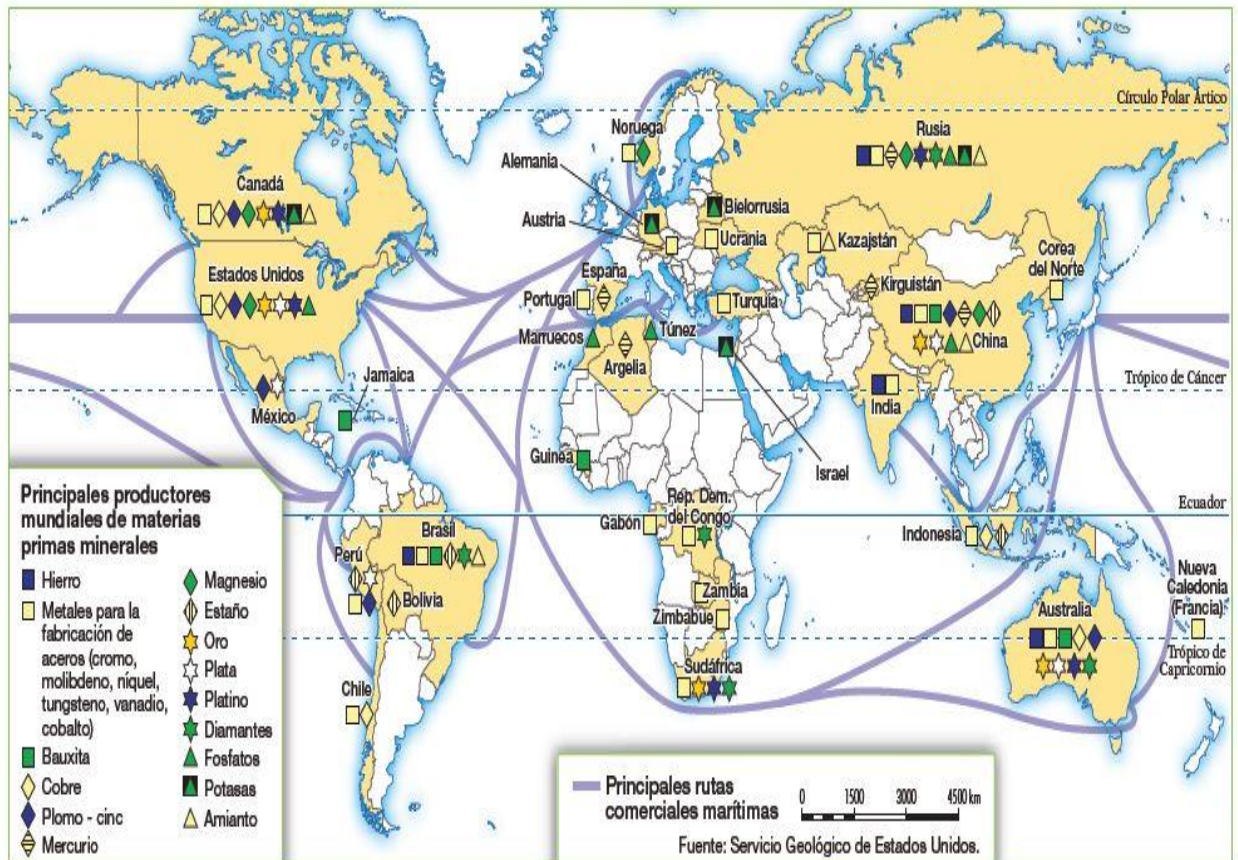 Círculo Polar Ártico
Noruega
Rusia
Alemania
Canadá
Bielorrusia
Austria
Ucrania
Kazajstán
Corea
del Norte
Estados Unidos
España
Kirguistán
Portugal
Turquía
Marruecos
Túnez
China
Argelia
Jamaica
Trópico de Cáncer
México
India
Guinea
Israel
Principales productores
mundiales de materias
primas minerales
Hierro
Metales para la
fabricación de
aceros (cromo,
molibdeno, níquel,
tungsteno, vanadio,
cobalto)
Bauxita
Cobre
Plomo - cinc
Mercurio
Magnesio
Estaño
Oro
Plata
Platino
Diamantes
Fosfatos
Potasas
Amianto
Rep. Dem.
del Congo
Ecuador
Gabón
Brasil
Indonesia
Perú
Nueva
Caledonia
(Francia)
Bolivia
Zambia
Zimbabue
Australia
Trópico de
Capricornio
Sudáfrica
Chile
Principales rutas
comerciales marítimas
0 1500 3000 4500 km
Fuente: Servicio Geológico de Estados Unidos.